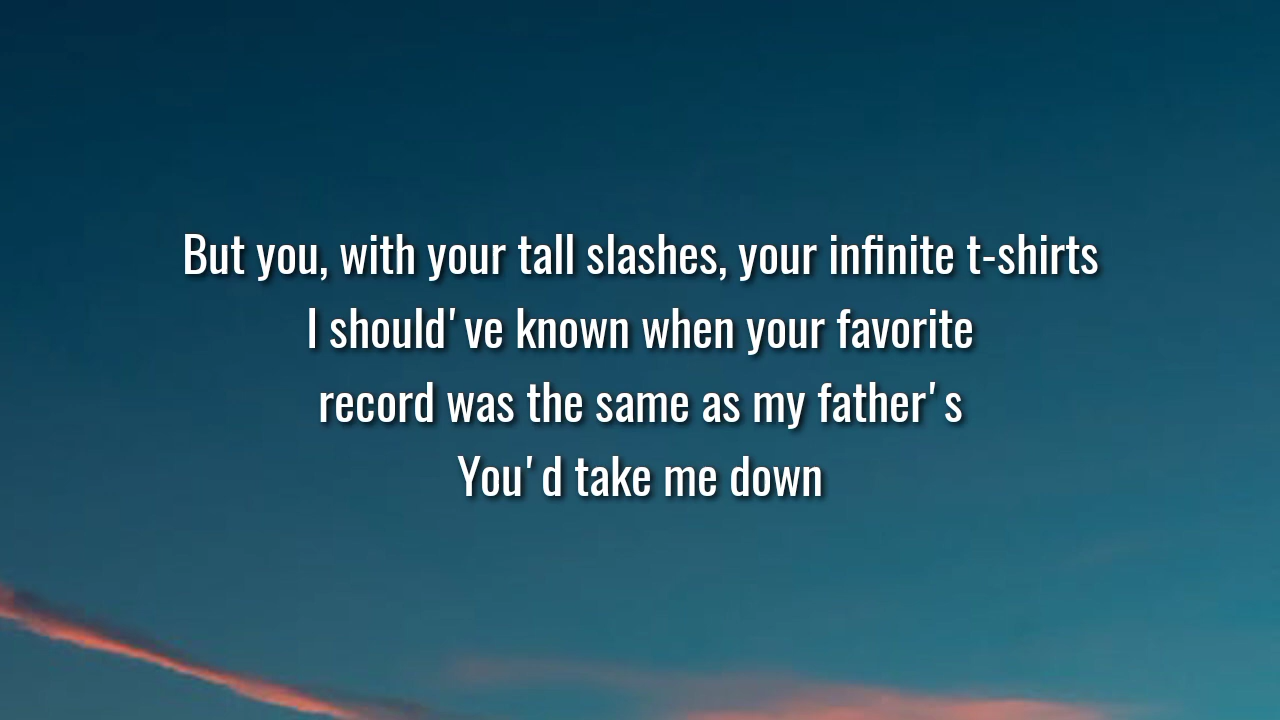 But you, with your tall slashes, your infinite t-shirts
I should've known when your favorite
record was the same as my father's
You'd take me down